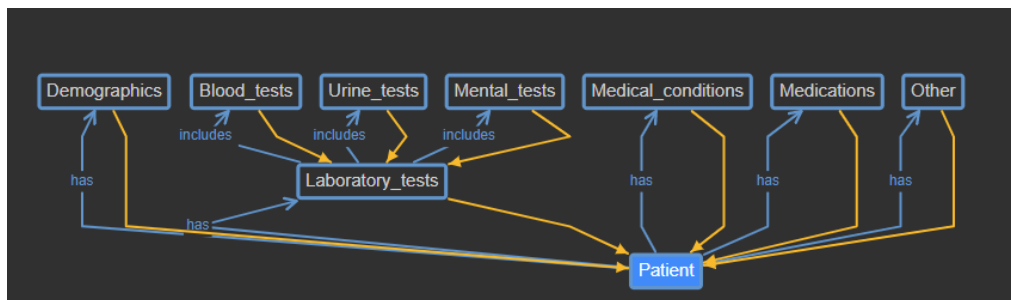 Demographics
Blood_tests
Urine_tests
Mental_tests
Medical_conditions
Medications
Other
includes
includes
includes
has
Laboratory_tests
has
has
has
has
Patient